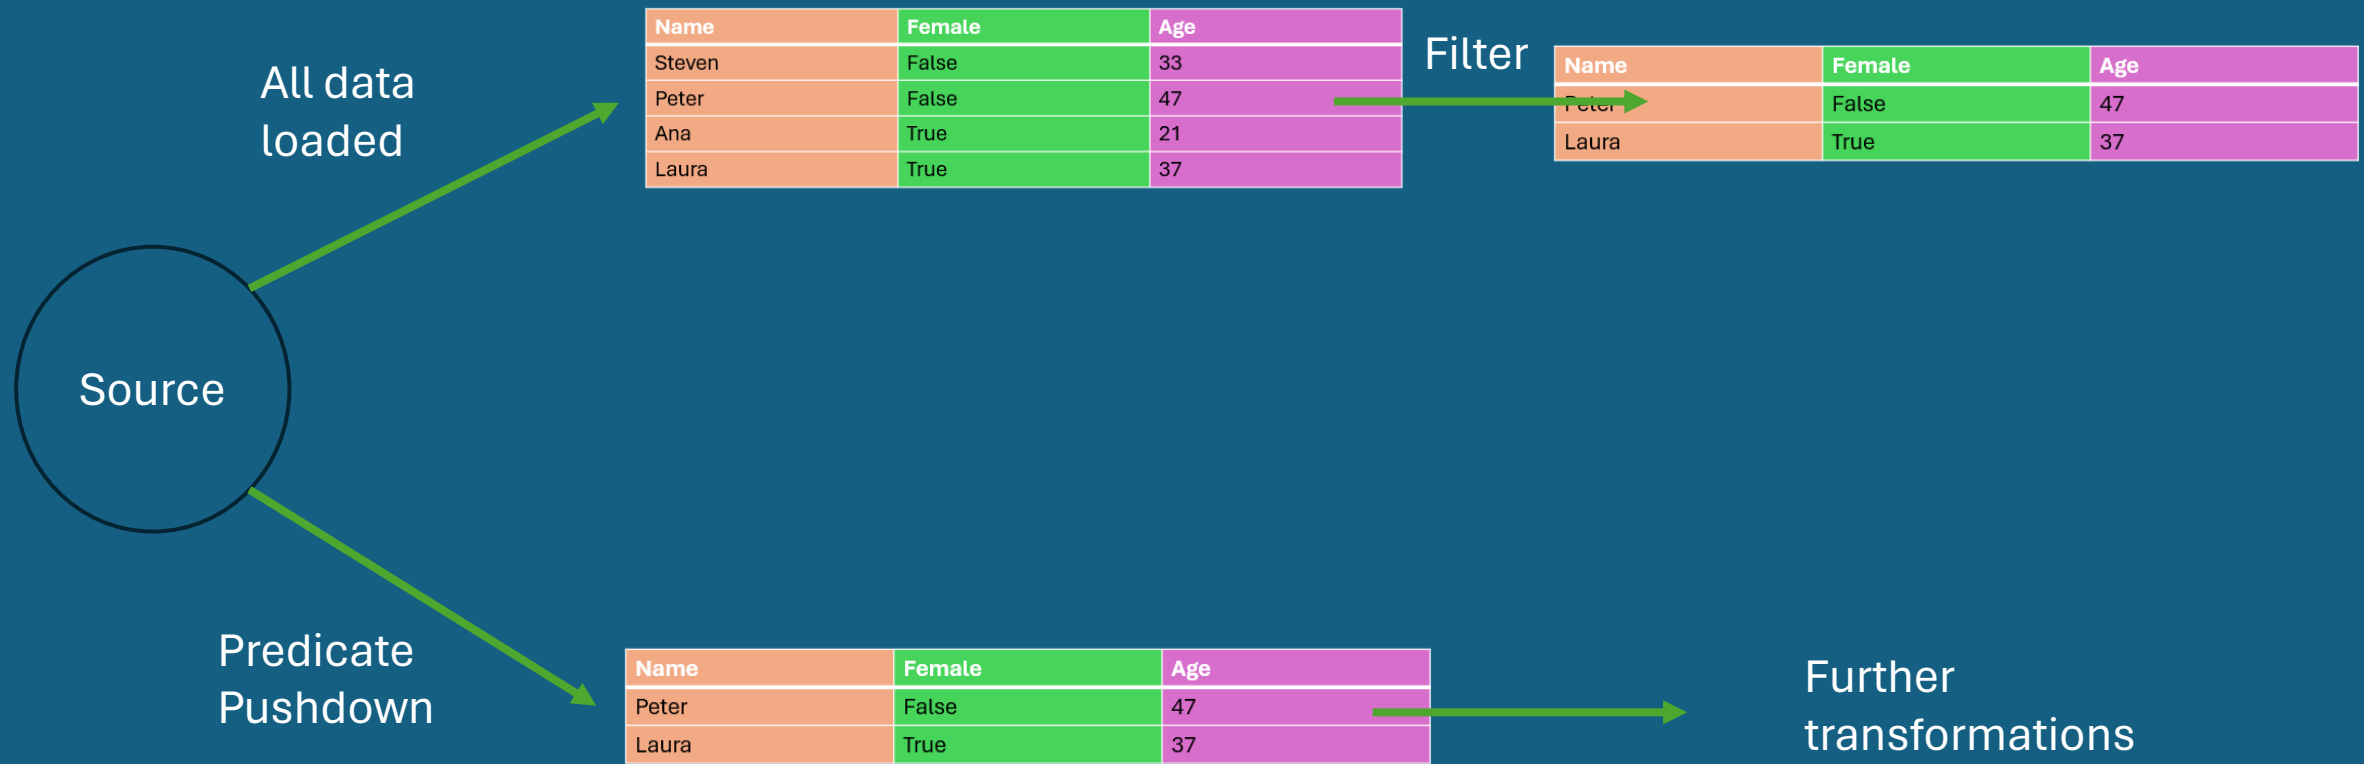 All data
loaded
Name Female Age
Steven False 33
Peter False 47
Ana True 21
Laura True 37
Filter
Name Female Age
Peter False 47
Laura True 37
Source
Predicate
Pushdown
Name Female Age
Peter False 47
Laura True 37
Further
transformations